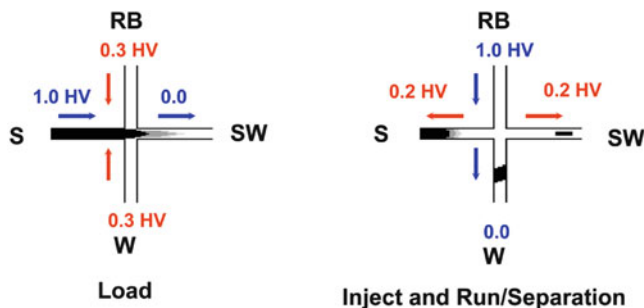 RB
0.3 HV
1.0 HV
0.0
S
SW
0.3 HV
W
Load
RB
1.0 HV
0.2 HV
0.2 HV
S
SW
0.0
W
Inject and Run/Separation